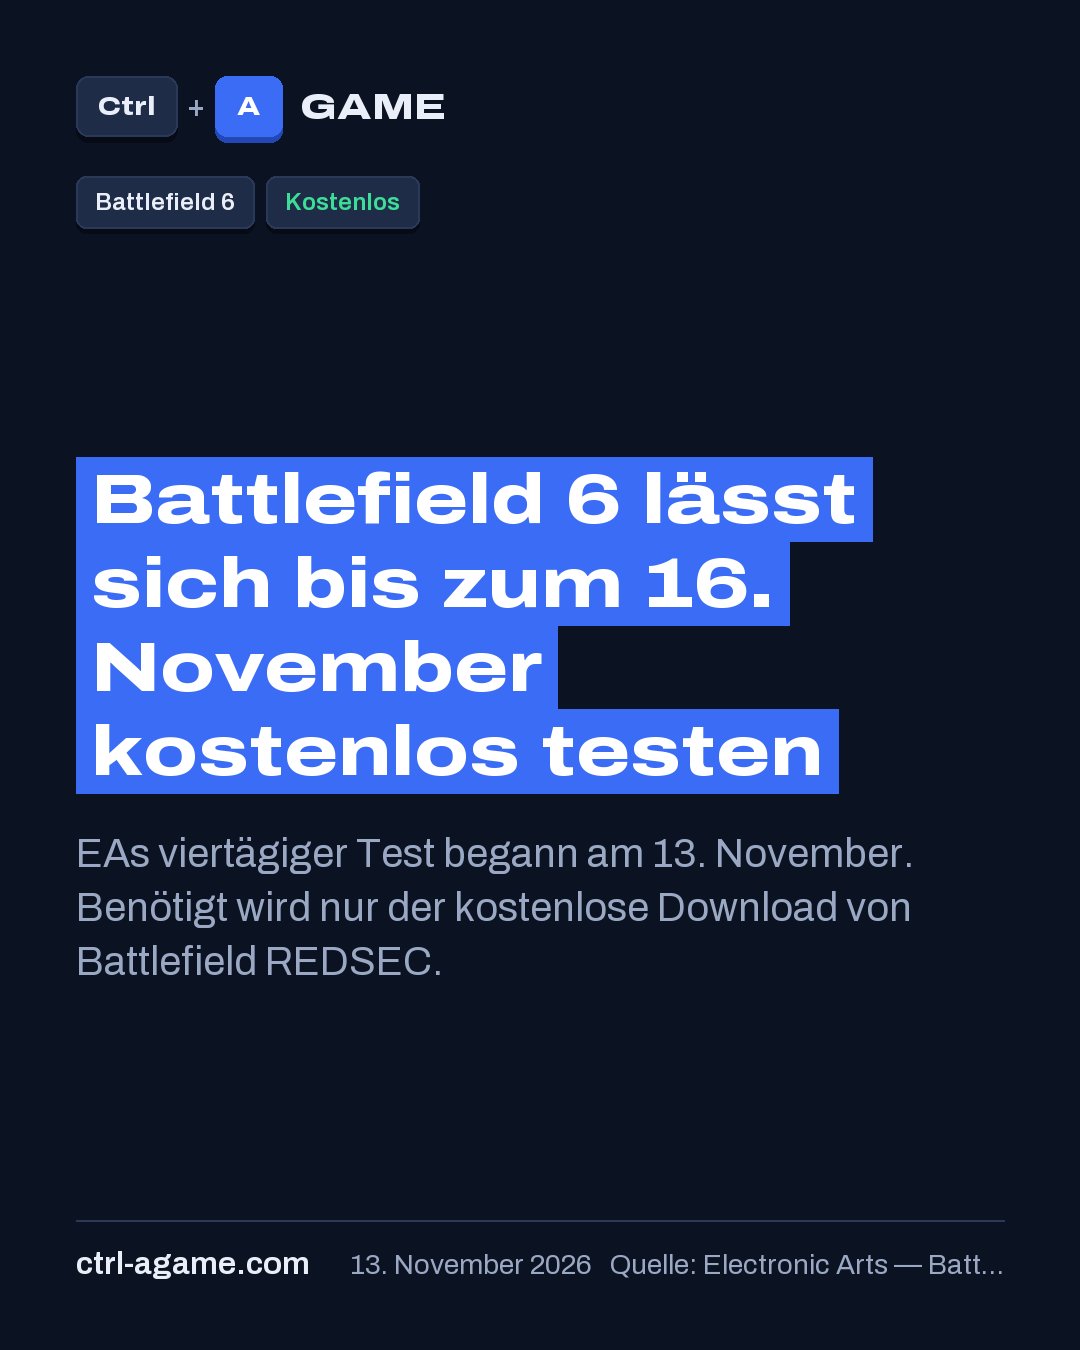 Ctrl + A GAME
Battlefield 6 Kostenlos
Battlefield 6 lässt
sich bis zum 16.
November
kostenlos testen
EAs viertägiger Test begann am 13. November.
Benötigt wird nur der kostenlose Download von
Battlefield REDSEC.
ctrl-agame.com 13. November 2026 Quelle: Electronic Arts — Batt...